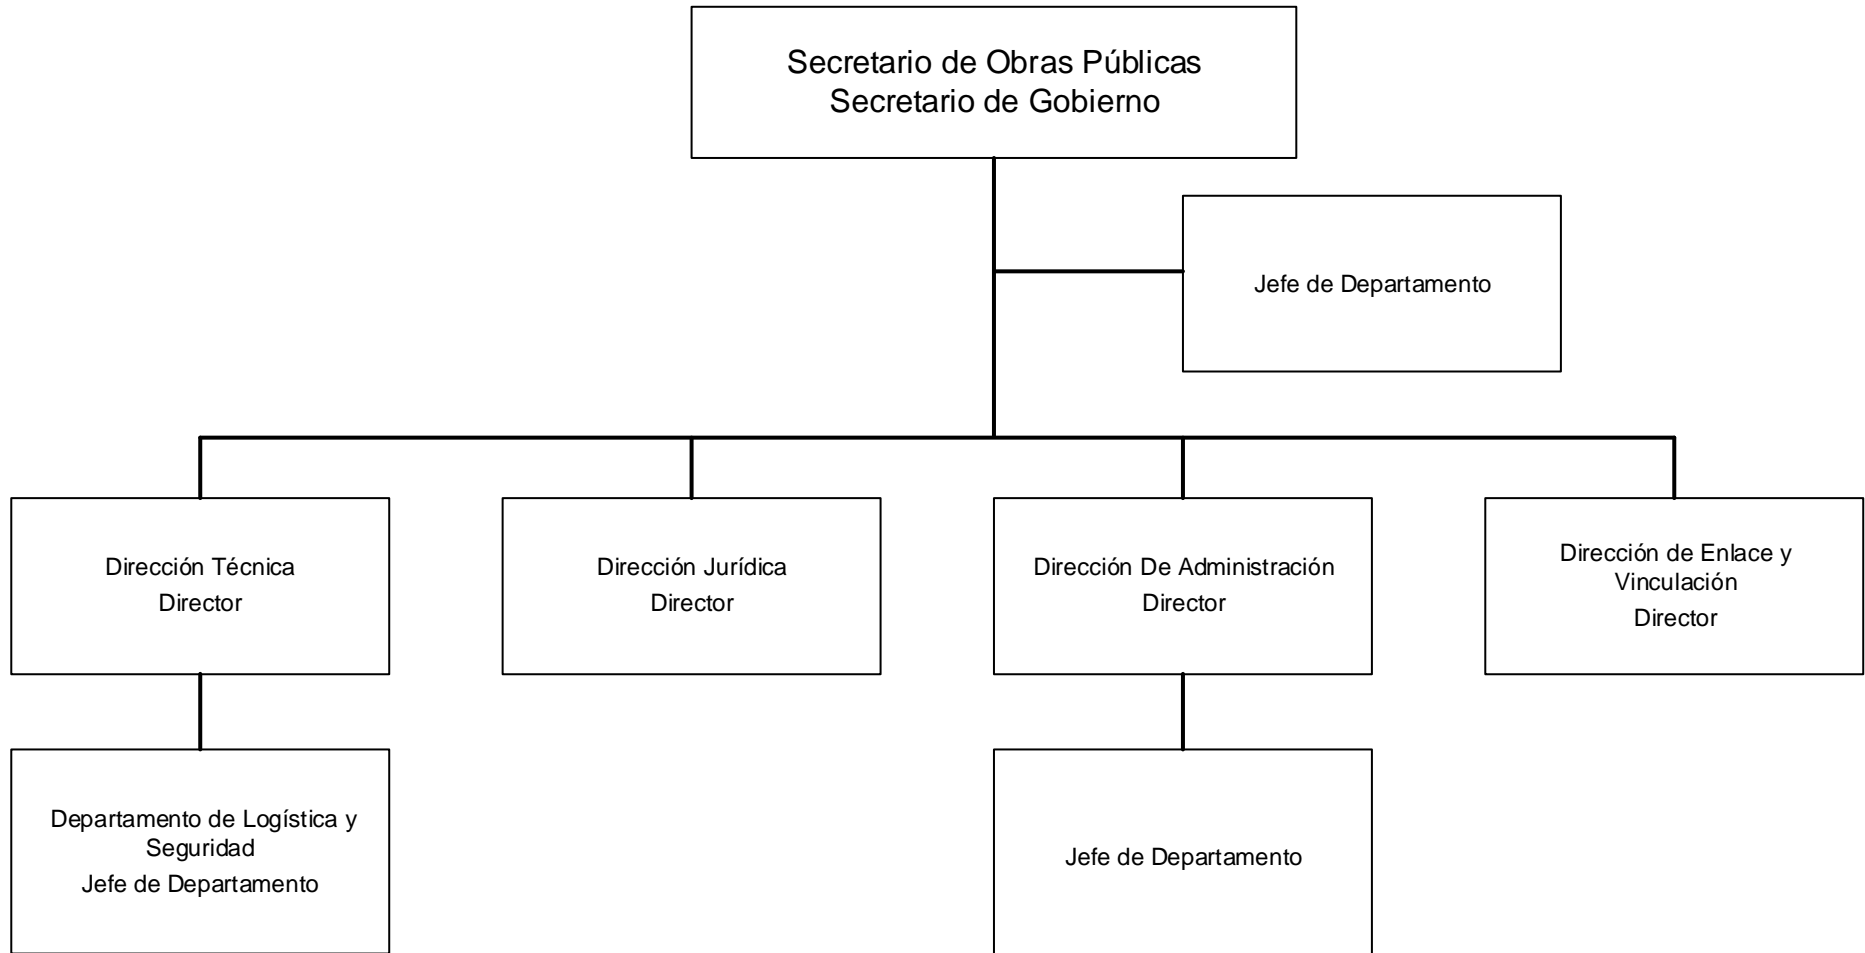 Secretario de Obras Públicas
Secretario de Gobierno
Jefe de Departamento
Dirección Técnica
Director
Dirección Jurídica
Director
Dirección De Administración
Director
Dirección de Enlace y
Vinculación
Director
Departamento de Logística y
Seguridad
Jefe de Departamento
Jefe de Departamento